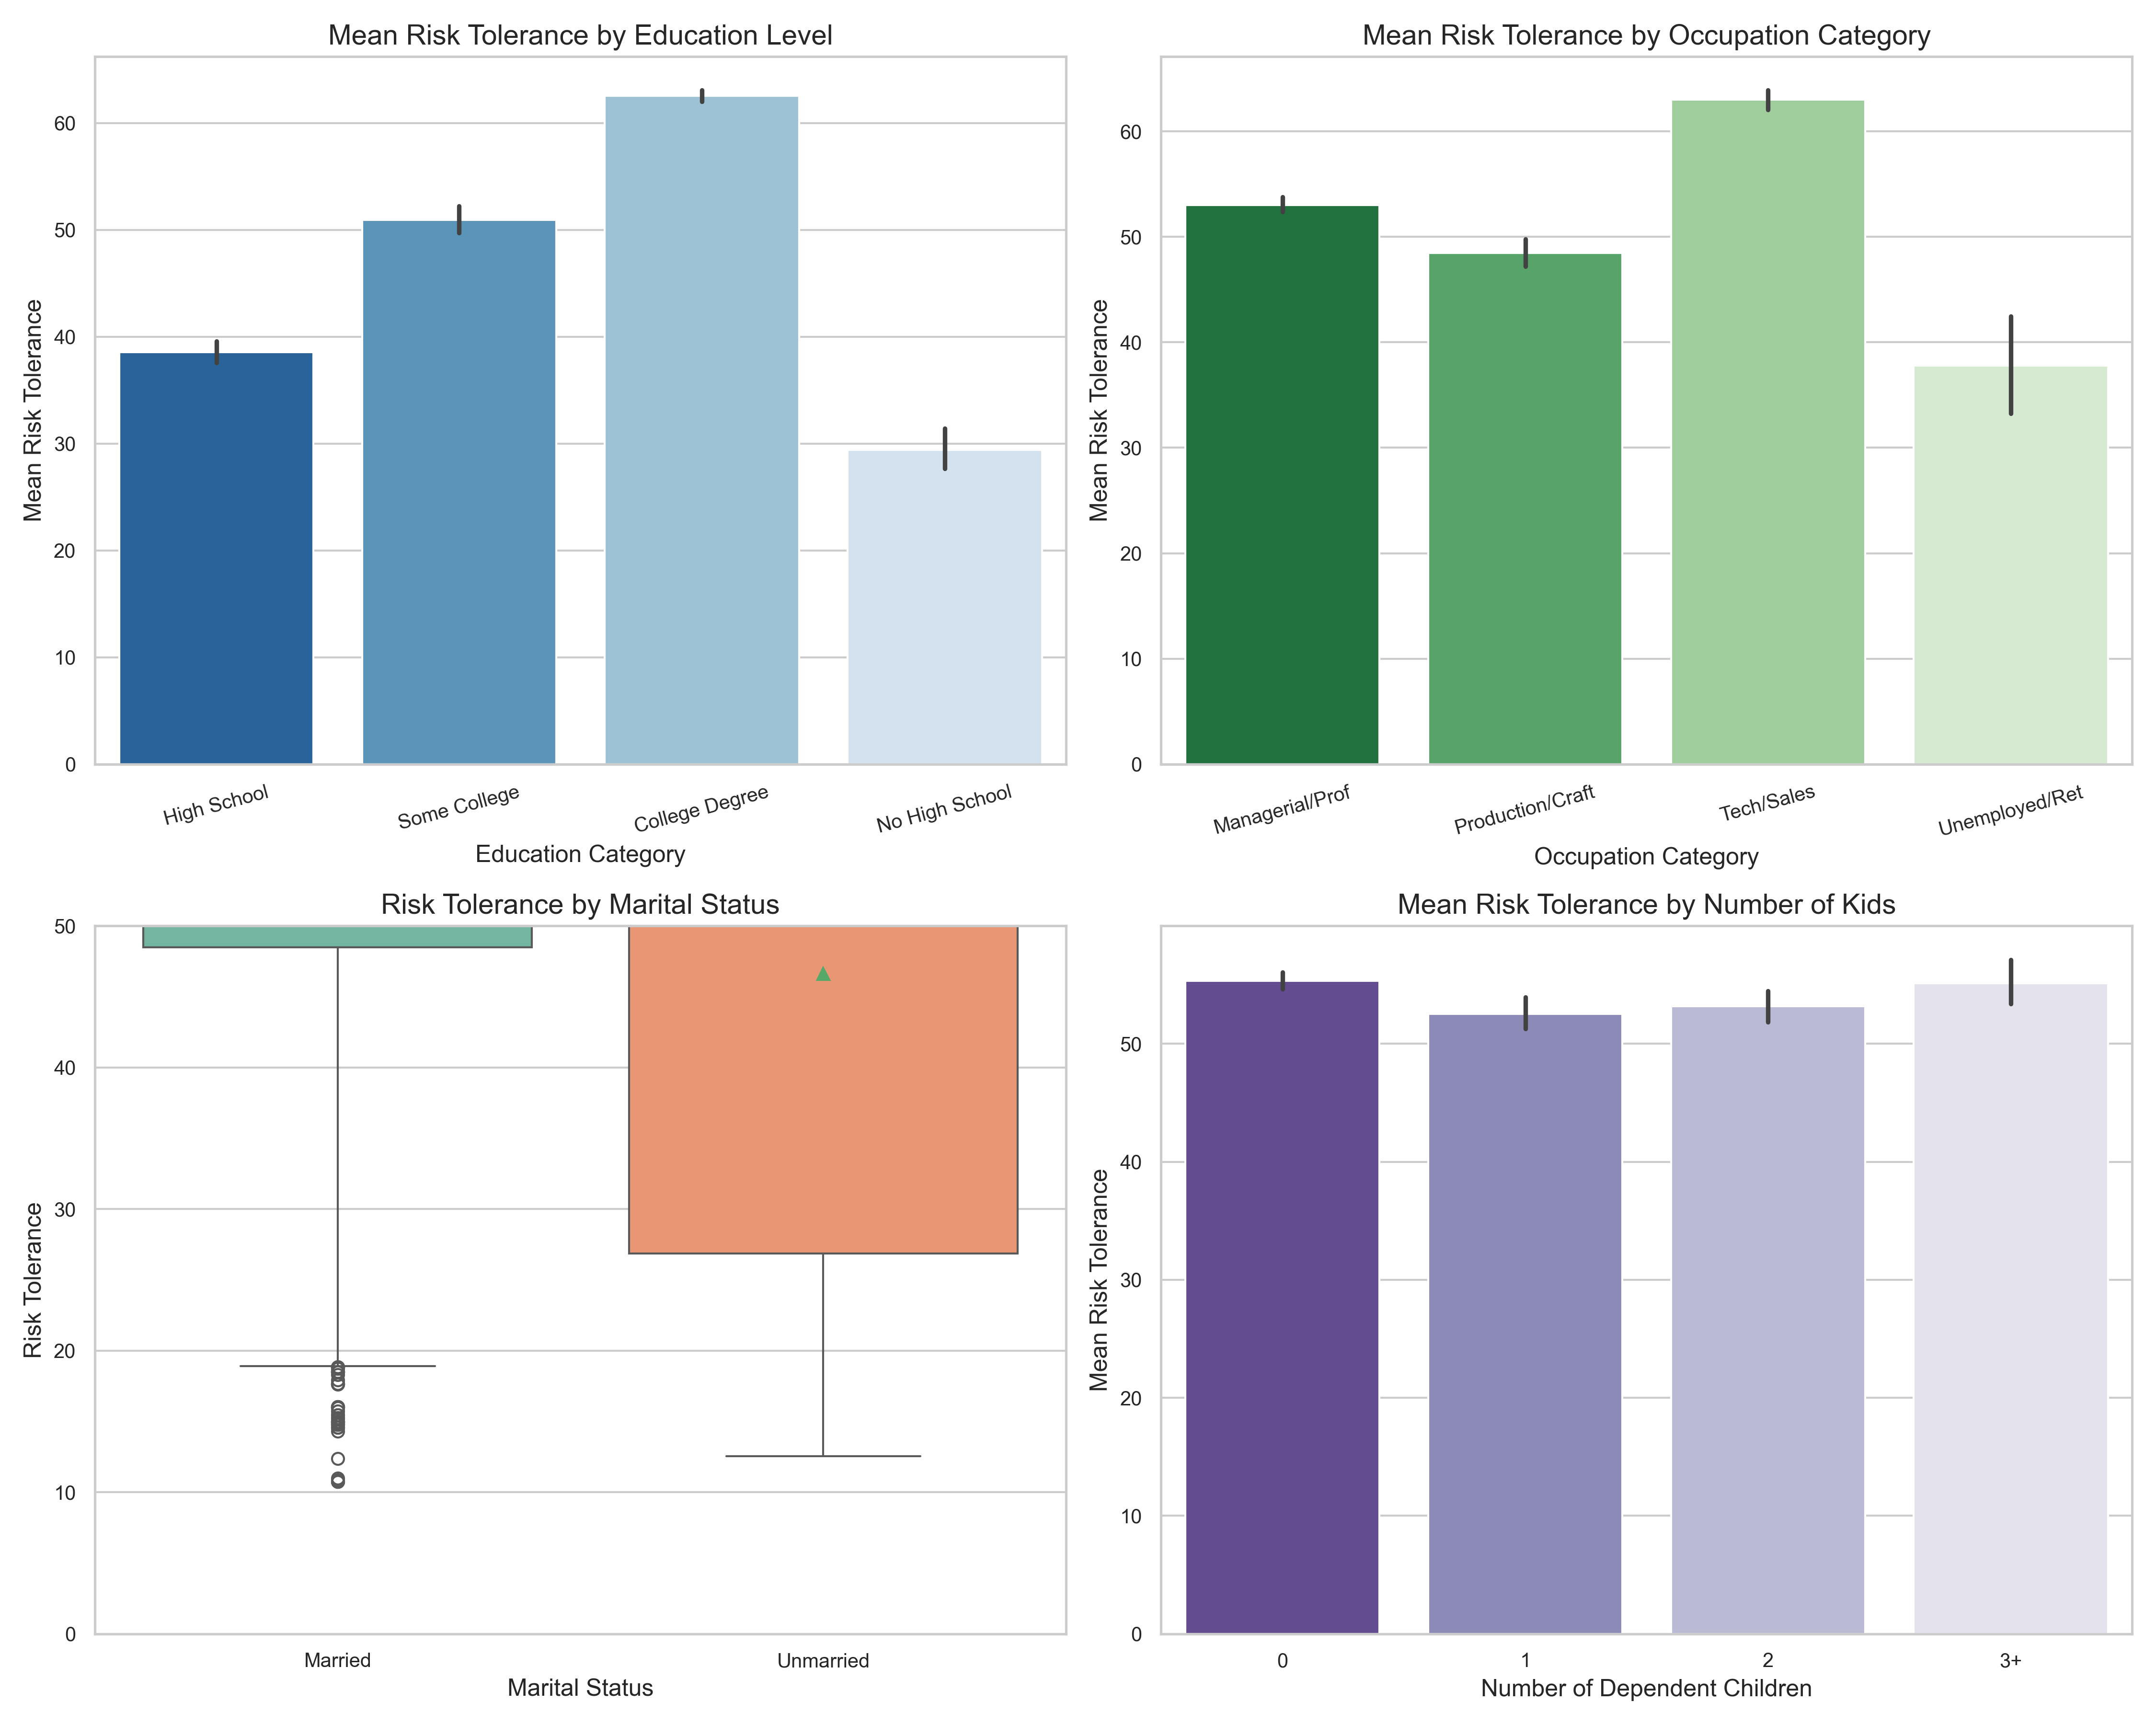 Mean Risk Tolerance by Education Level
Mean Risk Tolerance
60
50
40
30
20
10
0
High School
Some College
College Degree
No High School
Education Category
Mean Risk Tolerance by Occupation Category
Mean Risk Tolerance
60
50
40
30
20
10
0
Managerial/Prof
Production/Craft
Tech/Sales
Unemployed/Ret
Occupation Category
Risk Tolerance by Marital Status
Risk Tolerance
50
40
30
20
10
0
Married
Unmarried
Marital Status
Mean Risk Tolerance by Number of Kids
Mean Risk Tolerance
50
40
30
20
10
0
0
1
2
3+
Number of Dependent Children